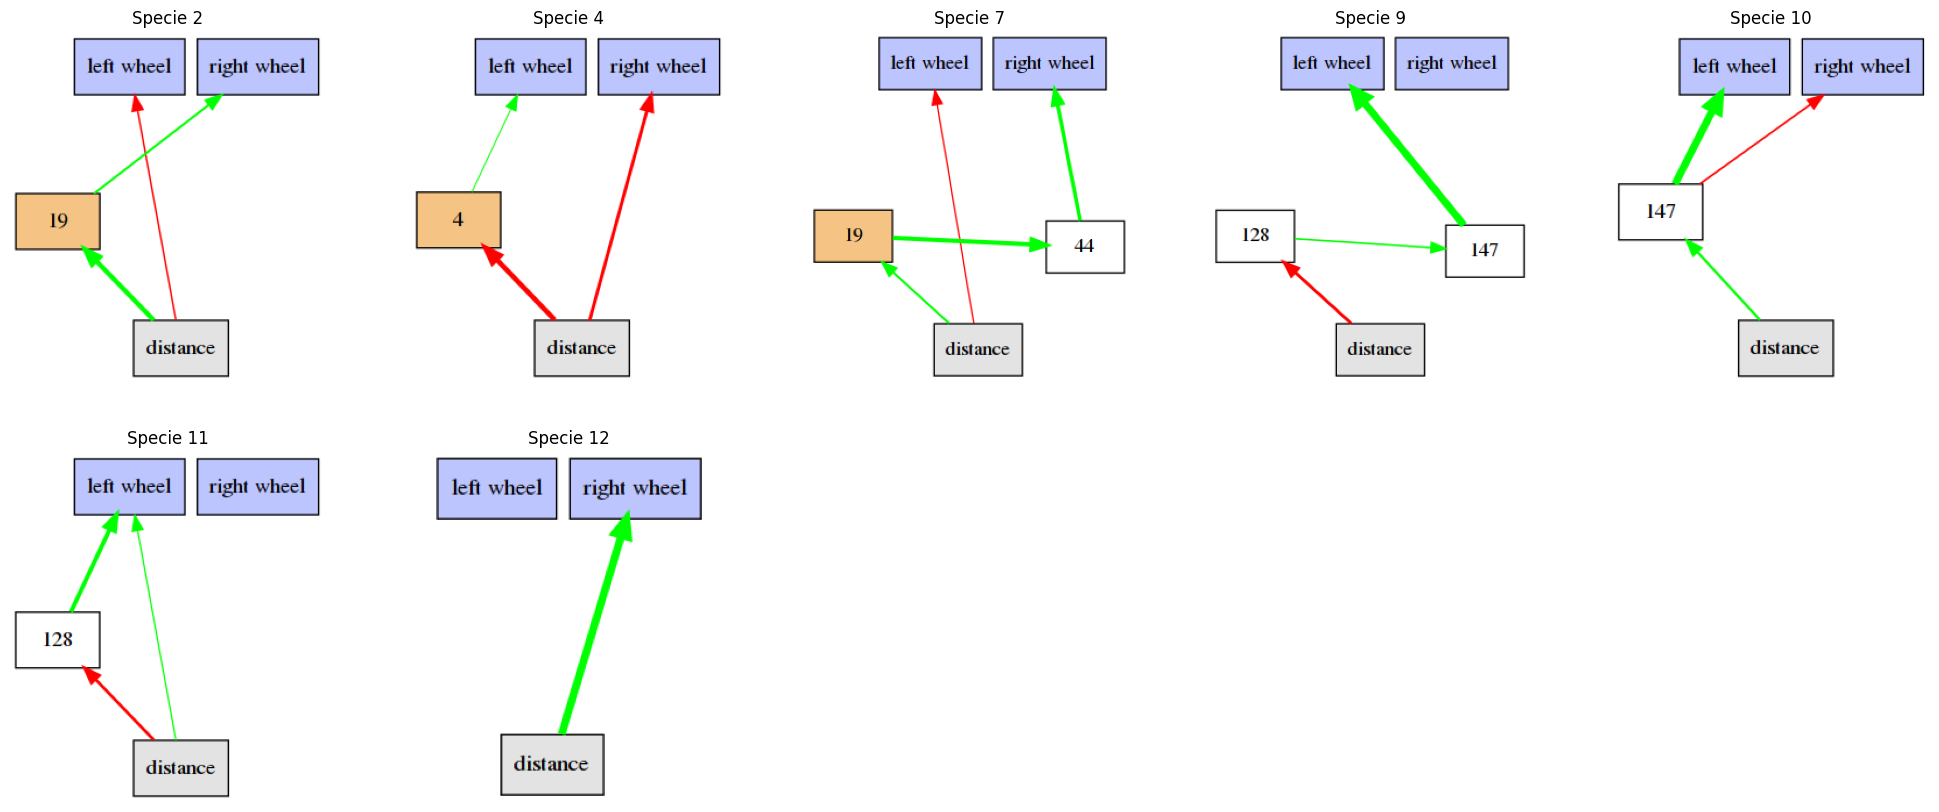 Specie 2
left wheel
right wheel
19
distance
Specie 4
left wheel
right wheel
4
distance
Specie 7
left wheel
right wheel
19
44
distance
Specie 9
left wheel
right wheel
128
147
distance
Specie 10
left wheel
right wheel
147
distance
Specie 11
left wheel
right wheel
128
distance
Specie 12
left wheel
right wheel
distance